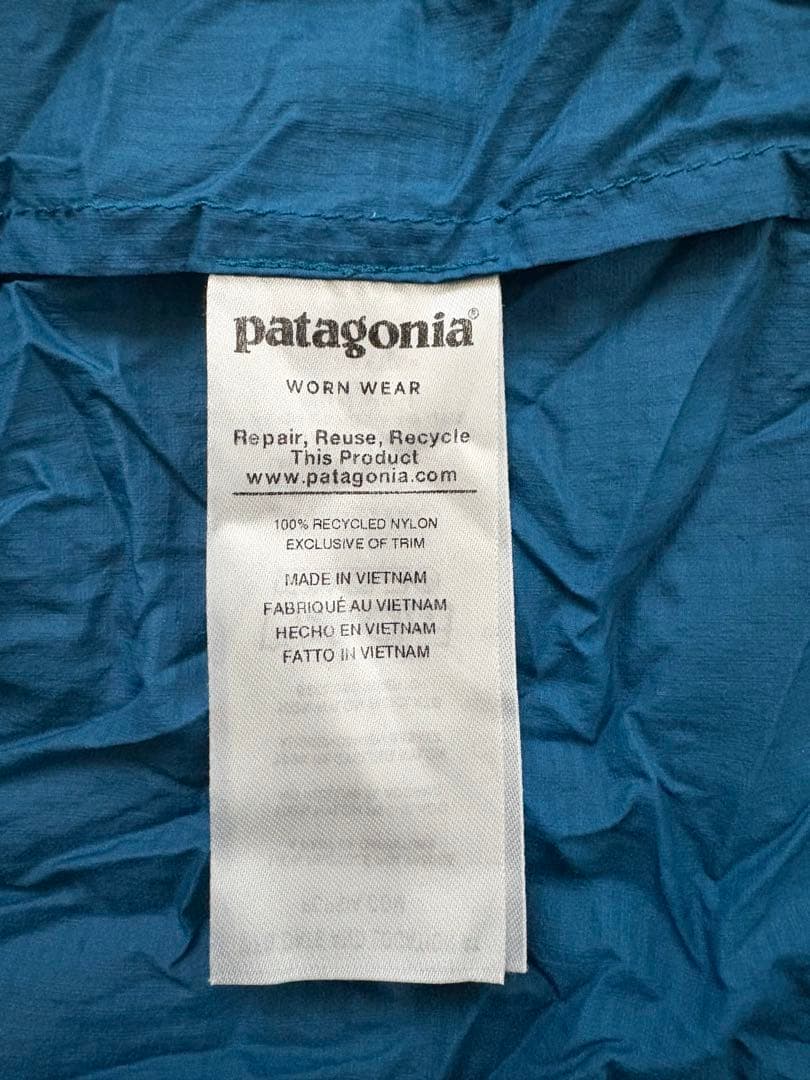 patagonia®
WORN WEAR
Repair, Reuse, Recycle
This Product
www.patagonia.com
100% RECYCLED NYLON
EXCLUSIVE OF TRIM
MADE IN VIETNAM
FABRIQUÉ AU VIETNAM
HECHO EN VIETNAM
FATTO IN VIETNAM